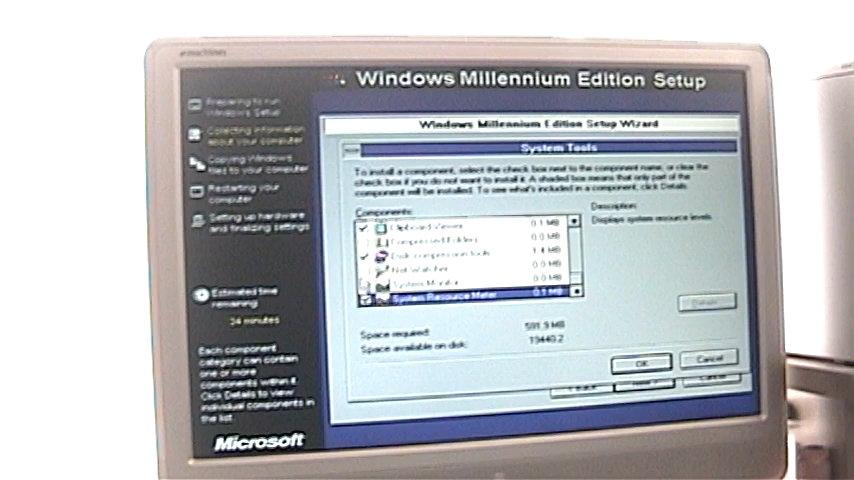 emachines
Windows Millennium Edition Setup
Preparing to run
Windows Setup
Collecting information
about your computer
Copying Windows
files to your computer
Restarting your
computer
Setting up hardware
and finalizing settings
Estimated time
remaining:
34 minutes
Each component
category can contain
one or more
components within it.
Click Details to view
individual components in
the list.
Microsoft
Windows Millennium Edition Setup Wizard
System Tools
To install a component, select the check box next to the component name, or clear the
check box if you do not want to install it. A shaded box means that only part of the
component will be installed. To see what's included in a component, click Details.
Components:
Clipboard Viewer 0.1 MB
Compressed Folders 0.0 MB
Disk compression tools 1.4 MB
Net Watcher 0.0 MB
System Monitor 0.0 MB
System Resource Meter 0.1 MB
Description:
Displays system resource levels
Details...
Space required: 591.9 MB
Space available on disk: 19440.2
OK
Cancel